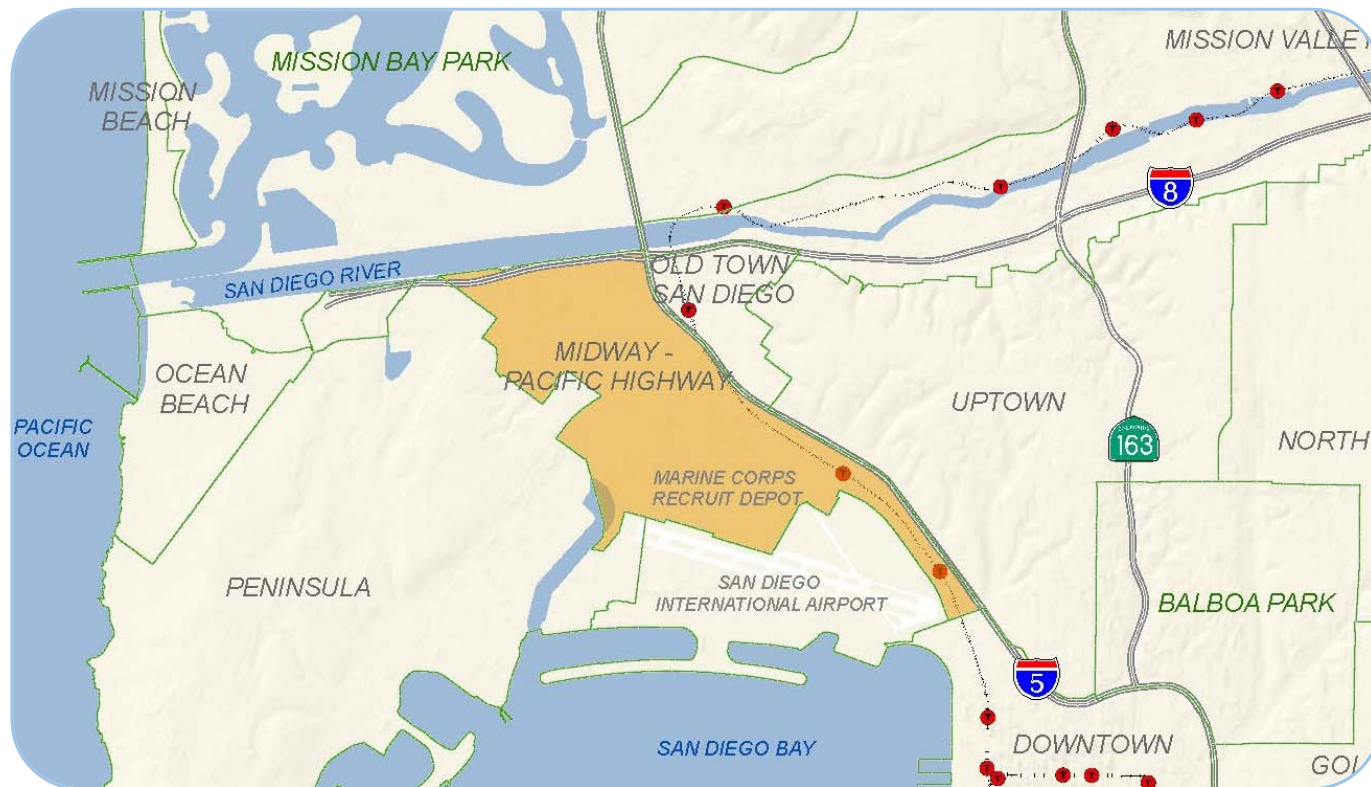 MISSION VALLE
MISSION BAY PARK
MISSION
BEACH
8
SAN DIEGO RIVER
OLD TOWN
SAN DIEGO
MIDWAY -
PACIFIC HIGHWAY
OCEAN
BEACH
UPTOWN
PACIFIC
OCEAN
163
NORTH
MARINE CORPS
RECRUIT DEPOT
PENINSULA
SAN DIEGO
INTERNATIONAL AIRPORT
BALBOA PARK
5
SAN DIEGO BAY
DOWNTOWN
GOL